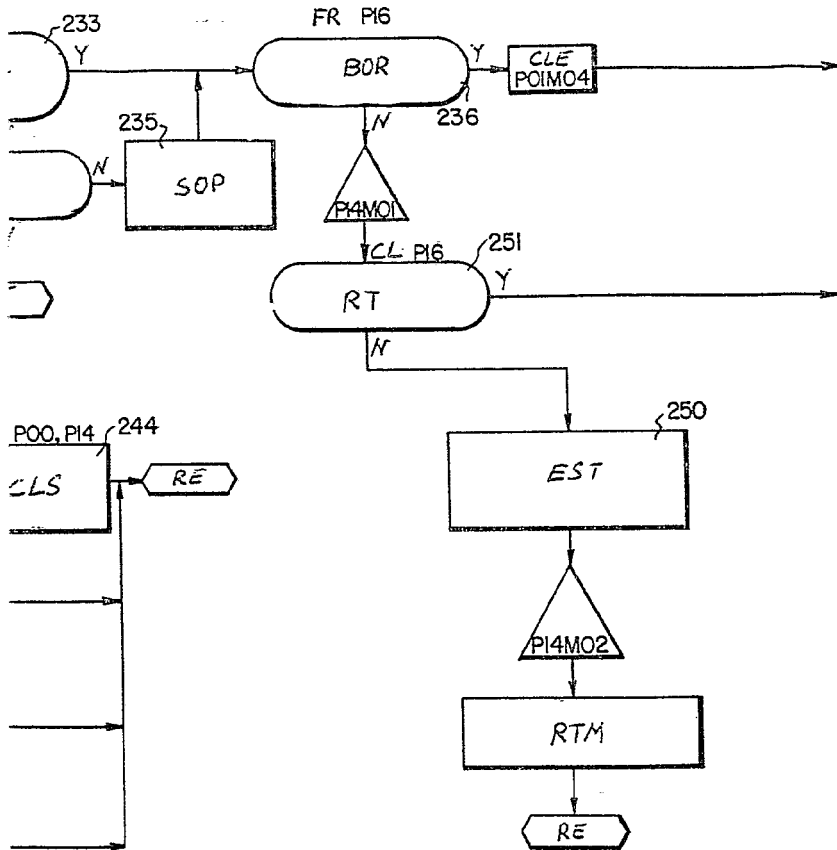 233
FR P16
Y
BOR
Y
CLE
P01M04
235
236
N
N
SOP
P14M01
CL P16
251
RT
Y
N
P00, P14
244
250
CLS
RE
EST
P14M02
RTM
RE